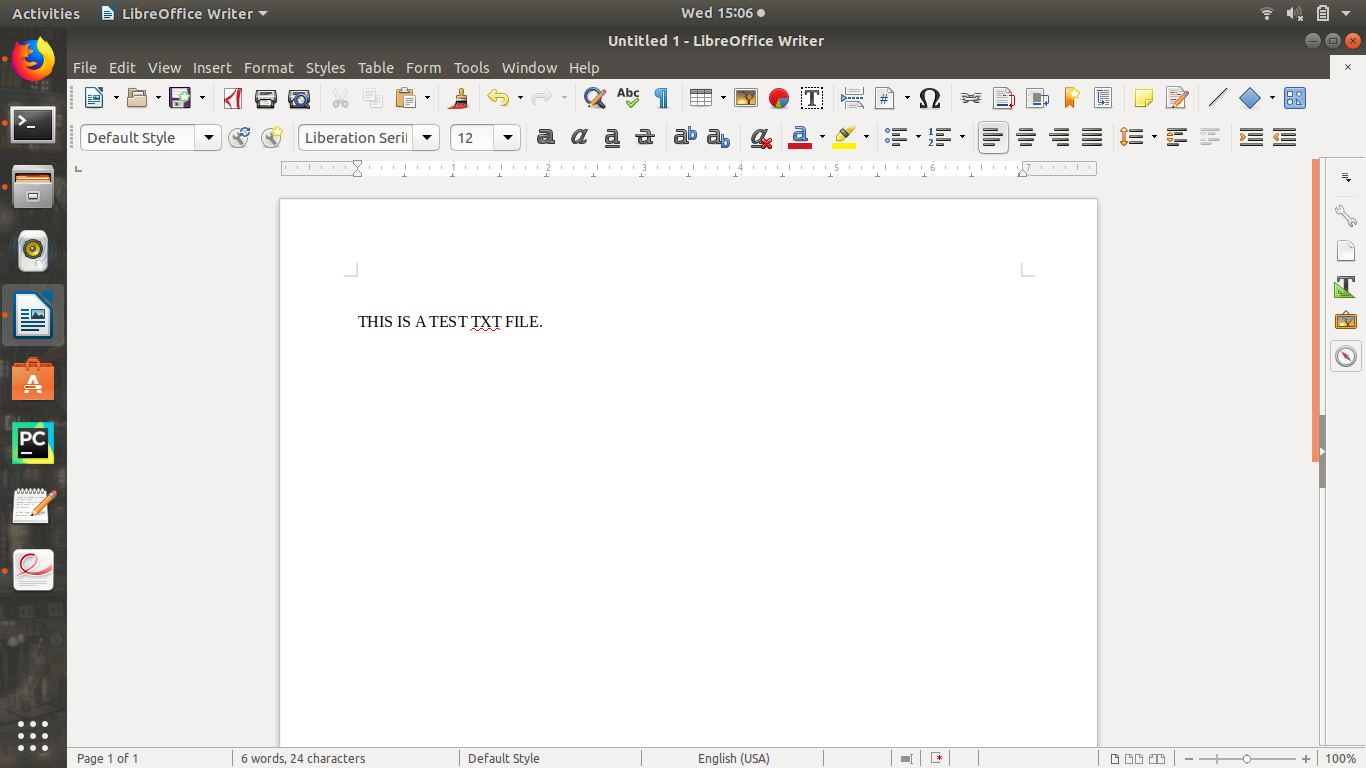 Activities LibreOffice Writer Wed 15:06
Untitled 1 - LibreOffice Writer
File Edit View Insert Format Styles Table Form Tools Window Help
Abc
Default Style Liberation Seri 12
1 2 3 4 5 6 7
THIS IS A TEST TXT FILE.
PC
Page 1 of 1 6 words, 24 characters Default Style English (USA) 100%